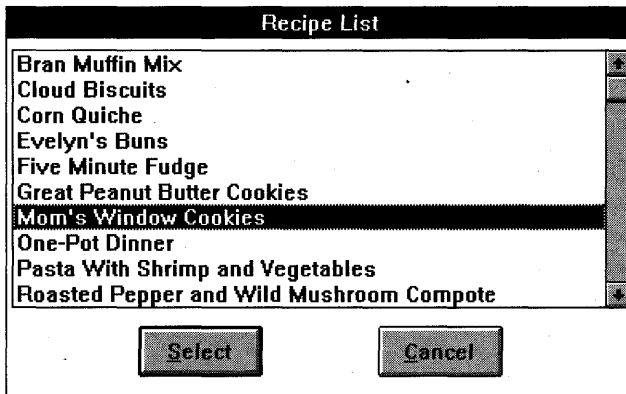 Recipe List
Bran Muffin Mix
Cloud Biscuits
Corn Quiche
Evelyn's Buns
Five Minute Fudge
Great Peanut Butter Cookies
Mom's Window Cookies
One-Pot Dinner
Pasta With Shrimp and Vegetables
Roasted Pepper and Wild Mushroom Compote
Select Cancel